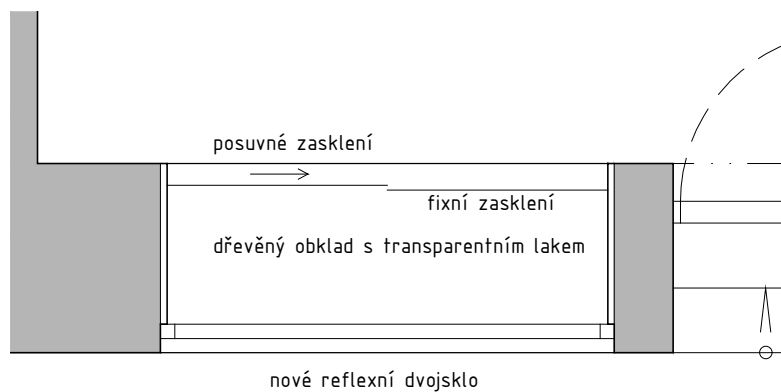 posuvné zasklení
fixní zasklení
dřevěný obklad s transparentním lakem
nové reflexní dvojsklo